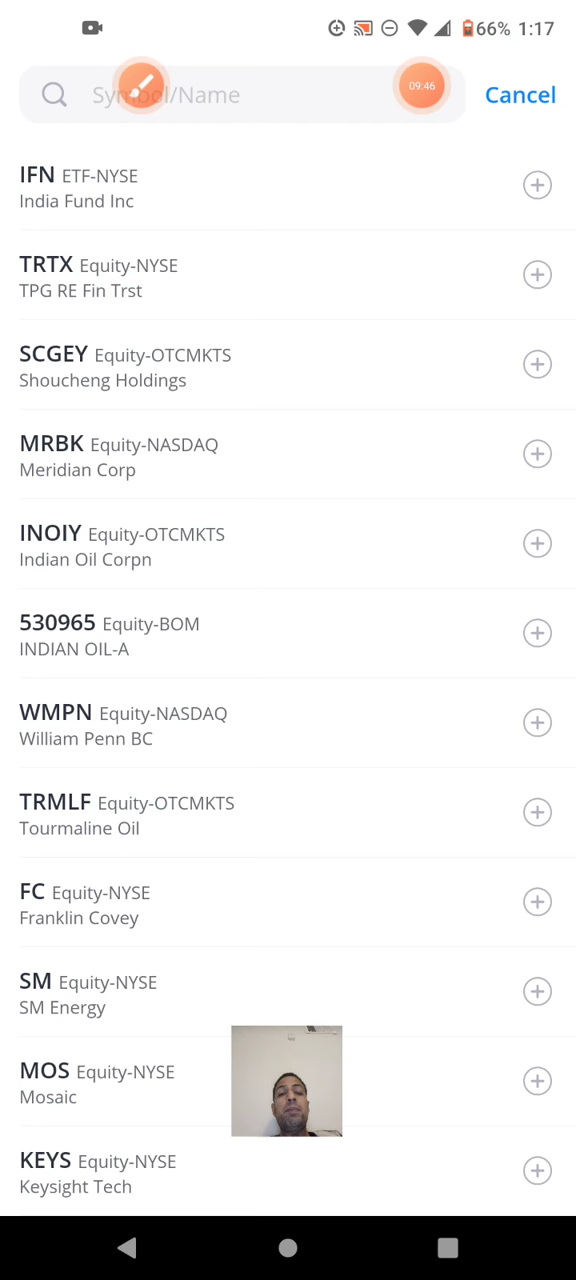 66% 1:17
Symbol/Name
09:46
Cancel
IFN ETF-NYSE
India Fund Inc
TRTX Equity-NYSE
TPG RE Fin Trst
SCGEY Equity-OTCMKTS
Shoucheng Holdings
MRBK Equity-NASDAQ
Meridian Corp
INOIY Equity-OTCMKTS
Indian Oil Corpn
530965 Equity-BOM
INDIAN OIL-A
WMPN Equity-NASDAQ
William Penn BC
TRMLF Equity-OTCMKTS
Tourmaline Oil
FC Equity-NYSE
Franklin Covey
SM Equity-NYSE
SM Energy
MOS Equity-NYSE
Mosaic
KEYS Equity-NYSE
Keysight Tech